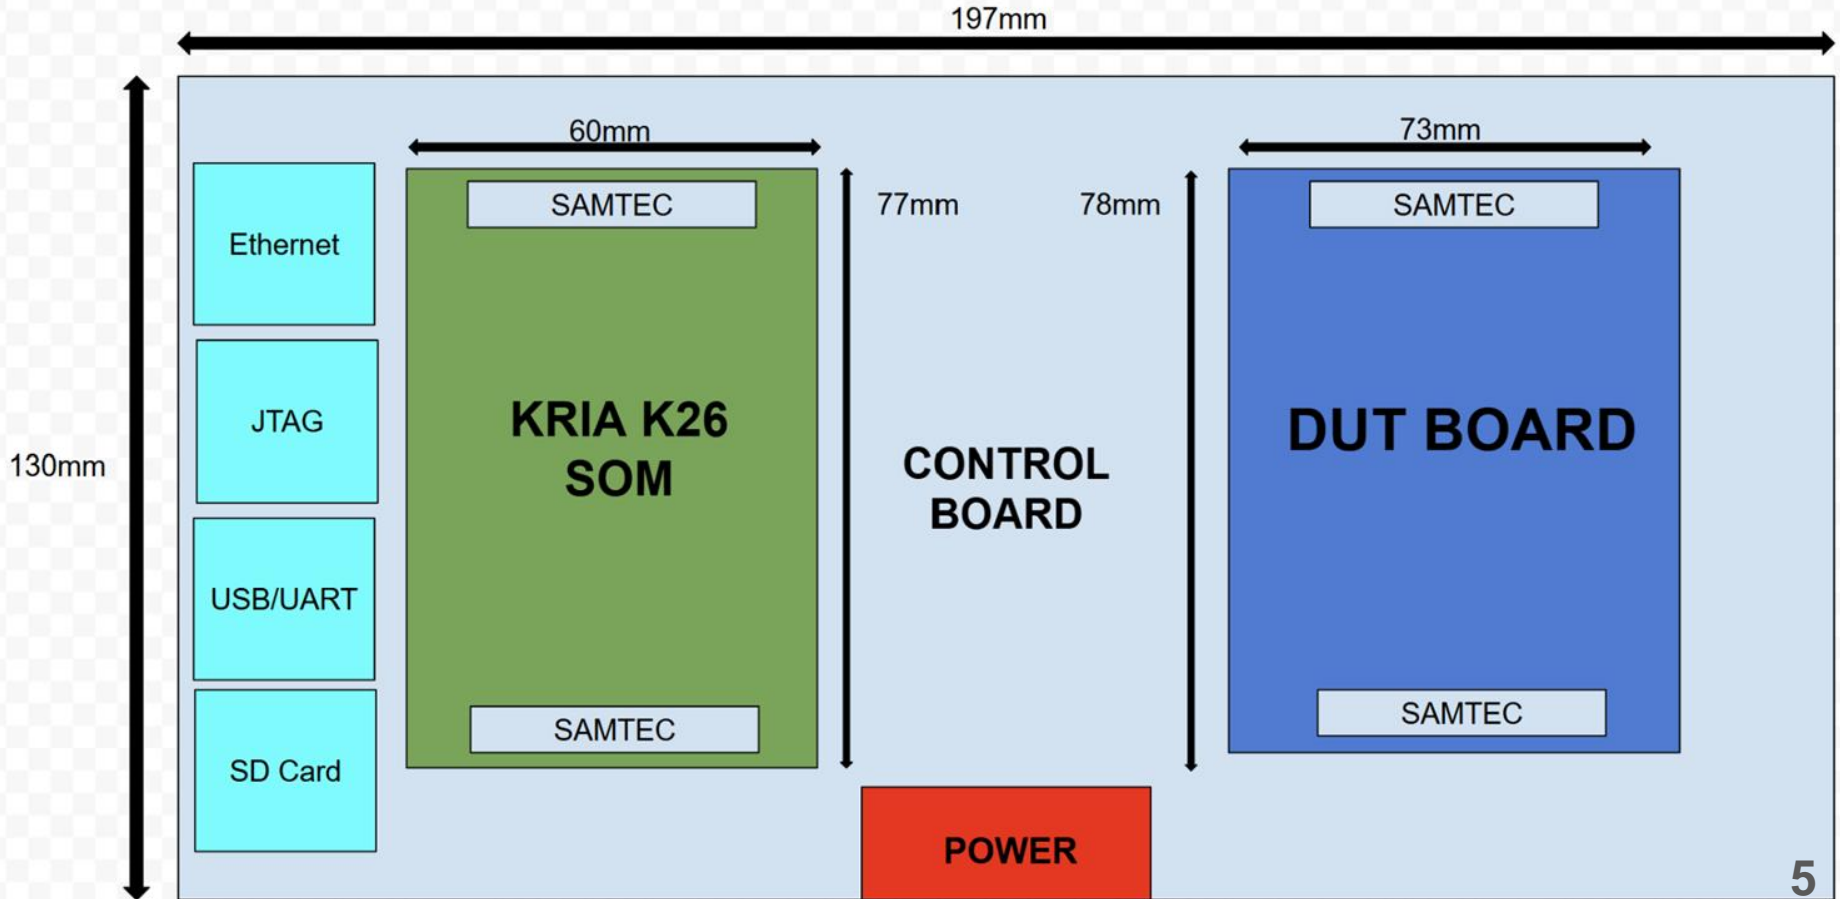 197mm
60mm
73mm
SAMTEC
77mm
78mm
SAMTEC
Ethernet
JTAG
KRIA K26
SOM
DUT BOARD
130mm
CONTROL
BOARD
USB/UART
SAMTEC
SAMTEC
SD Card
POWER
5